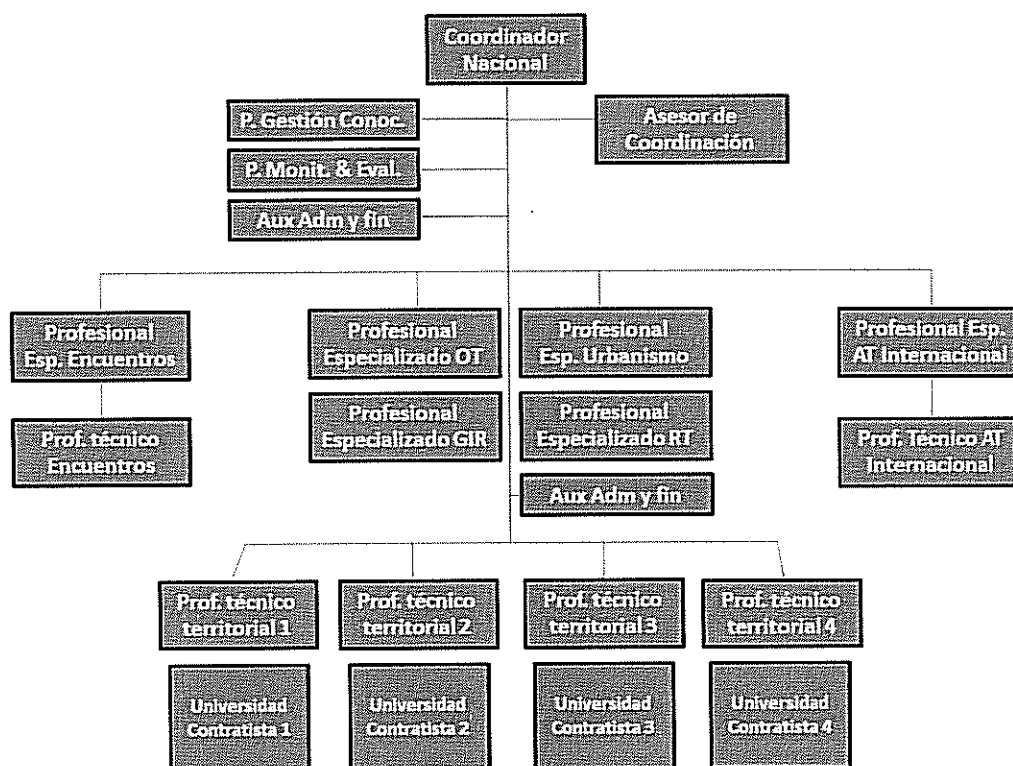 Coordinador
Nacional
P. Gestión Conoc.
Asesor de
Coordinación
P. Monit. & Eval.
Aux Adm y fin
Profesional
Esp. Encuentros
Profesional
Especializado OT
Profesional
Esp. Urbanismo
Profesional Esp.
AT Internacional
Prof. técnico
Encuentros
Profesional
Especializado GIR
Profesional
Especializado RT
Prof. Técnico AT
Internacional
Aux Adm y fin
Prof. técnico
territorial 1
Prof. técnico
territorial 2
Prof. técnico
territorial 3
Prof. técnico
territorial 4
Universidad
Contratista 1
Universidad
Contratista 2
Universidad
Contratista 3
Universidad
Contratista 4